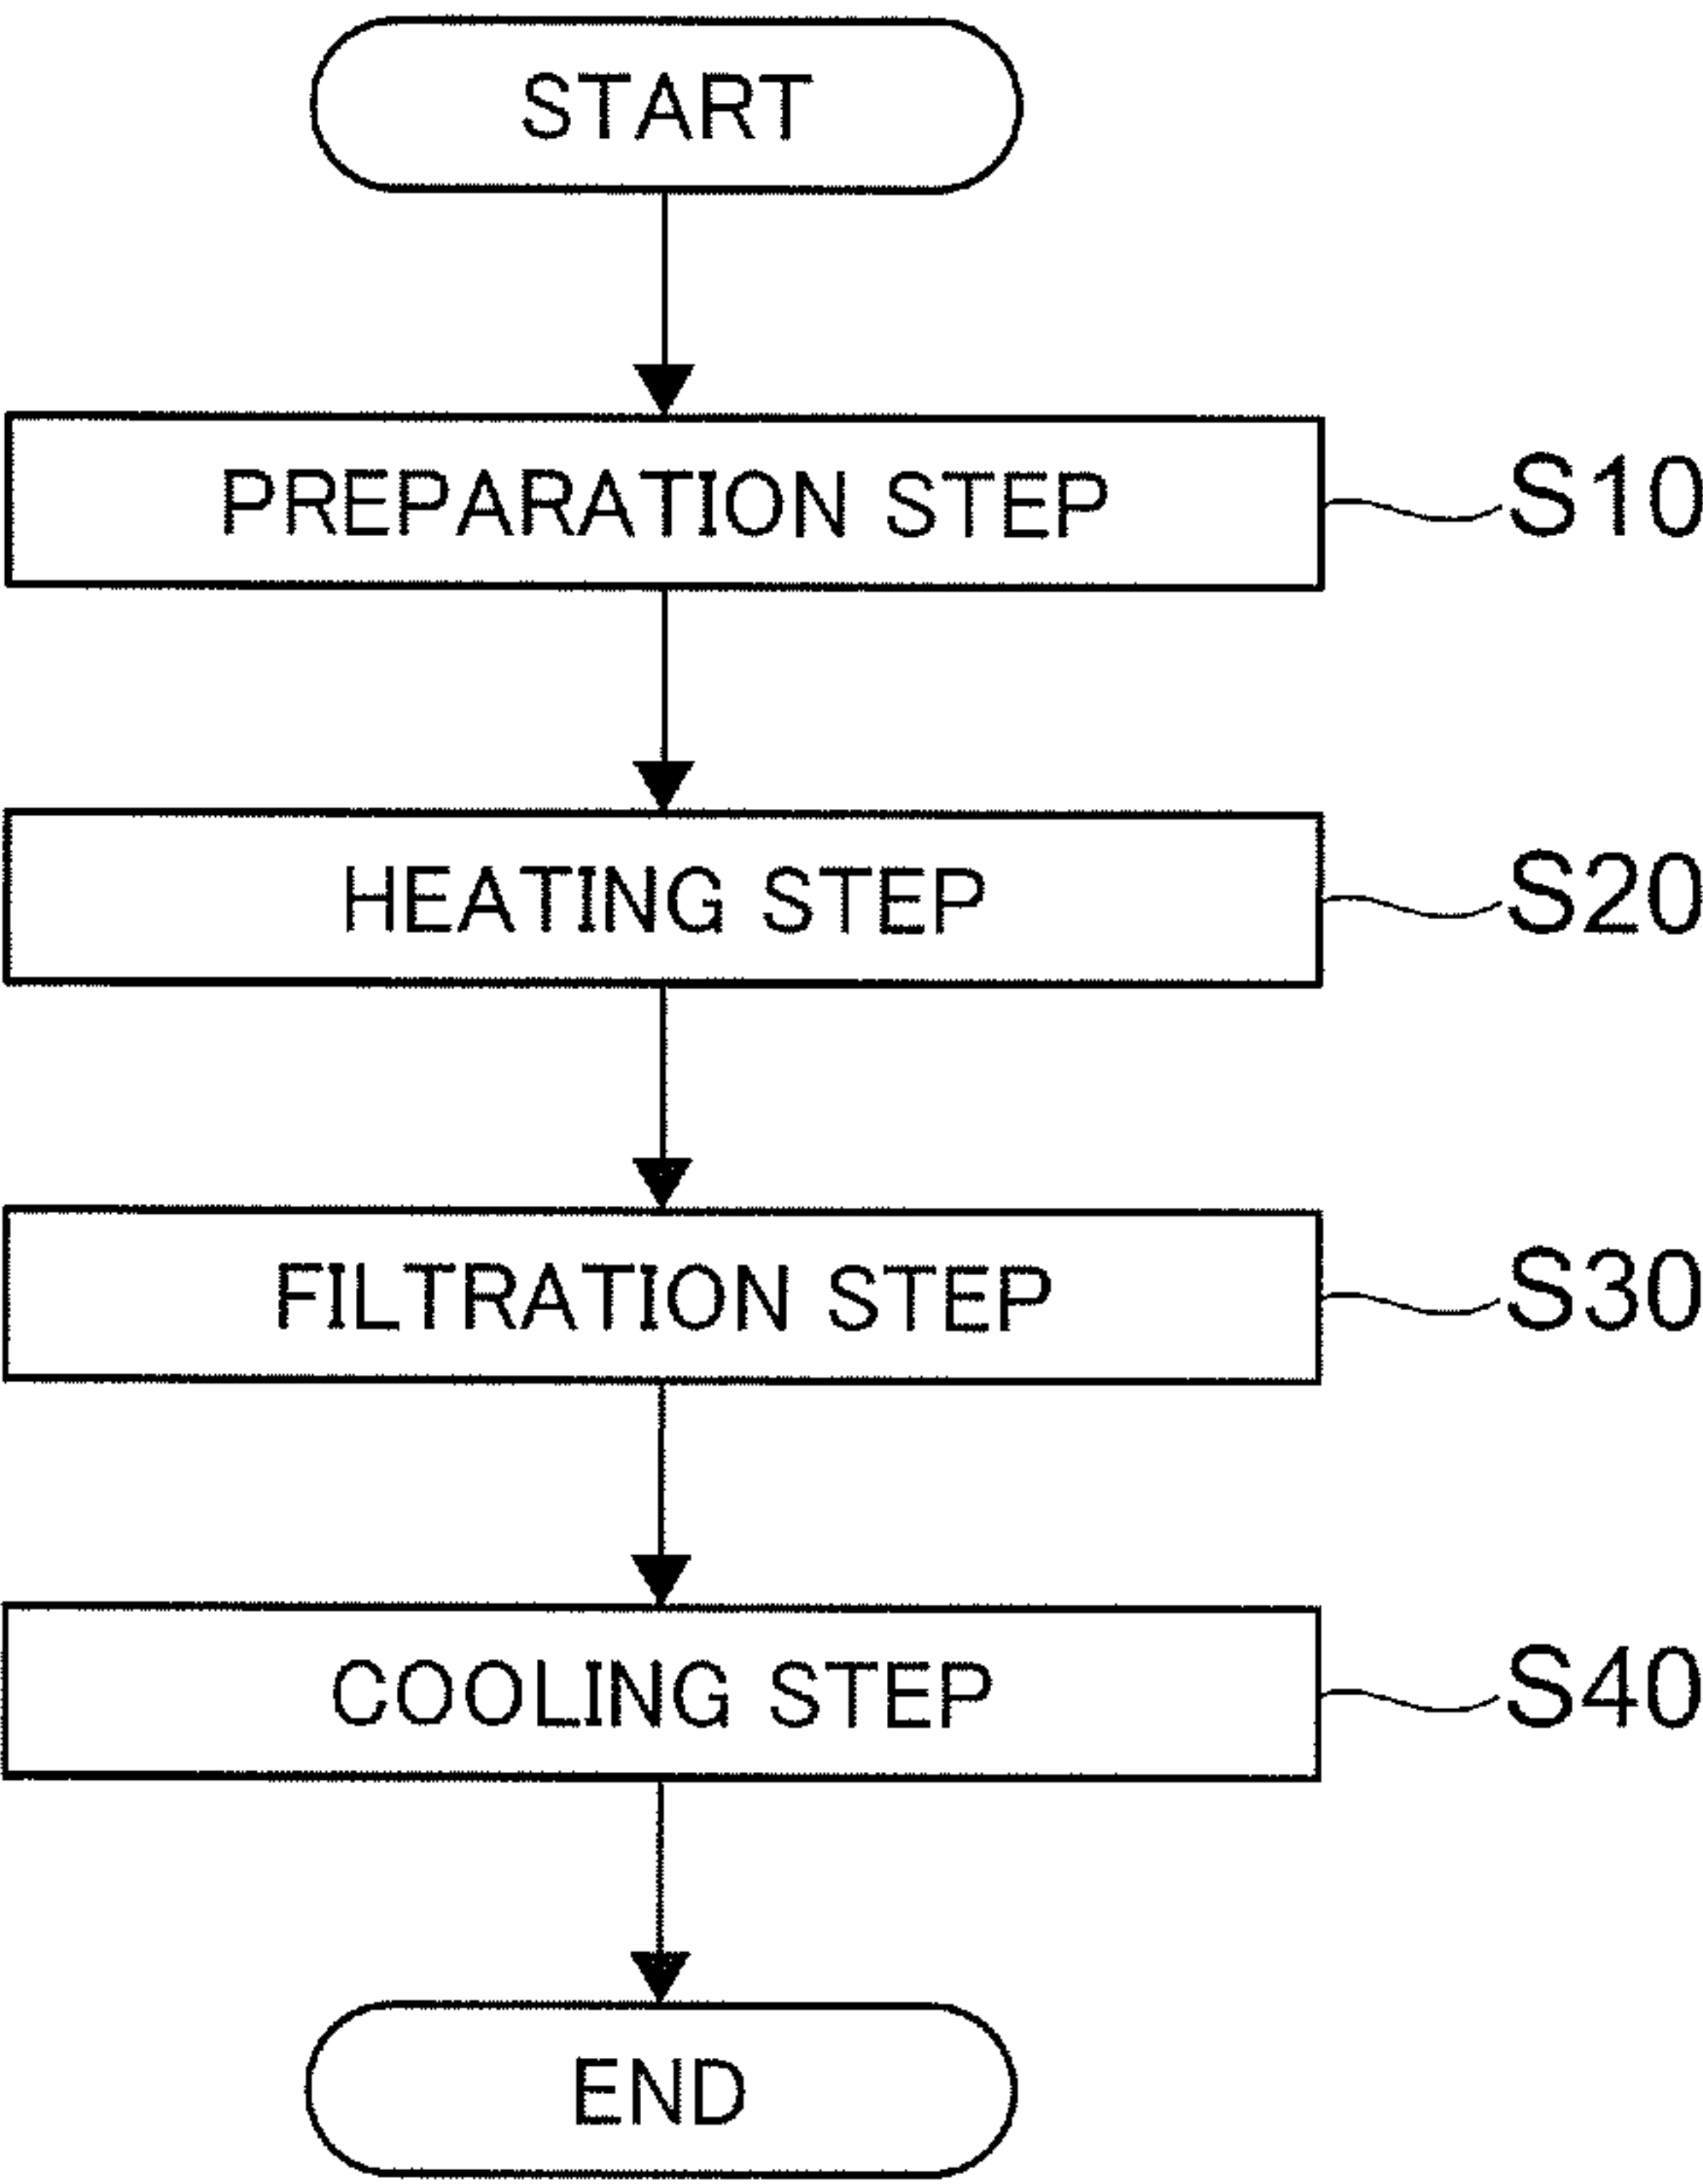 START
PREPARATION STEP S10
HEATING STEP S20
FILTRATION STEP S30
COOLING STEP S40
END